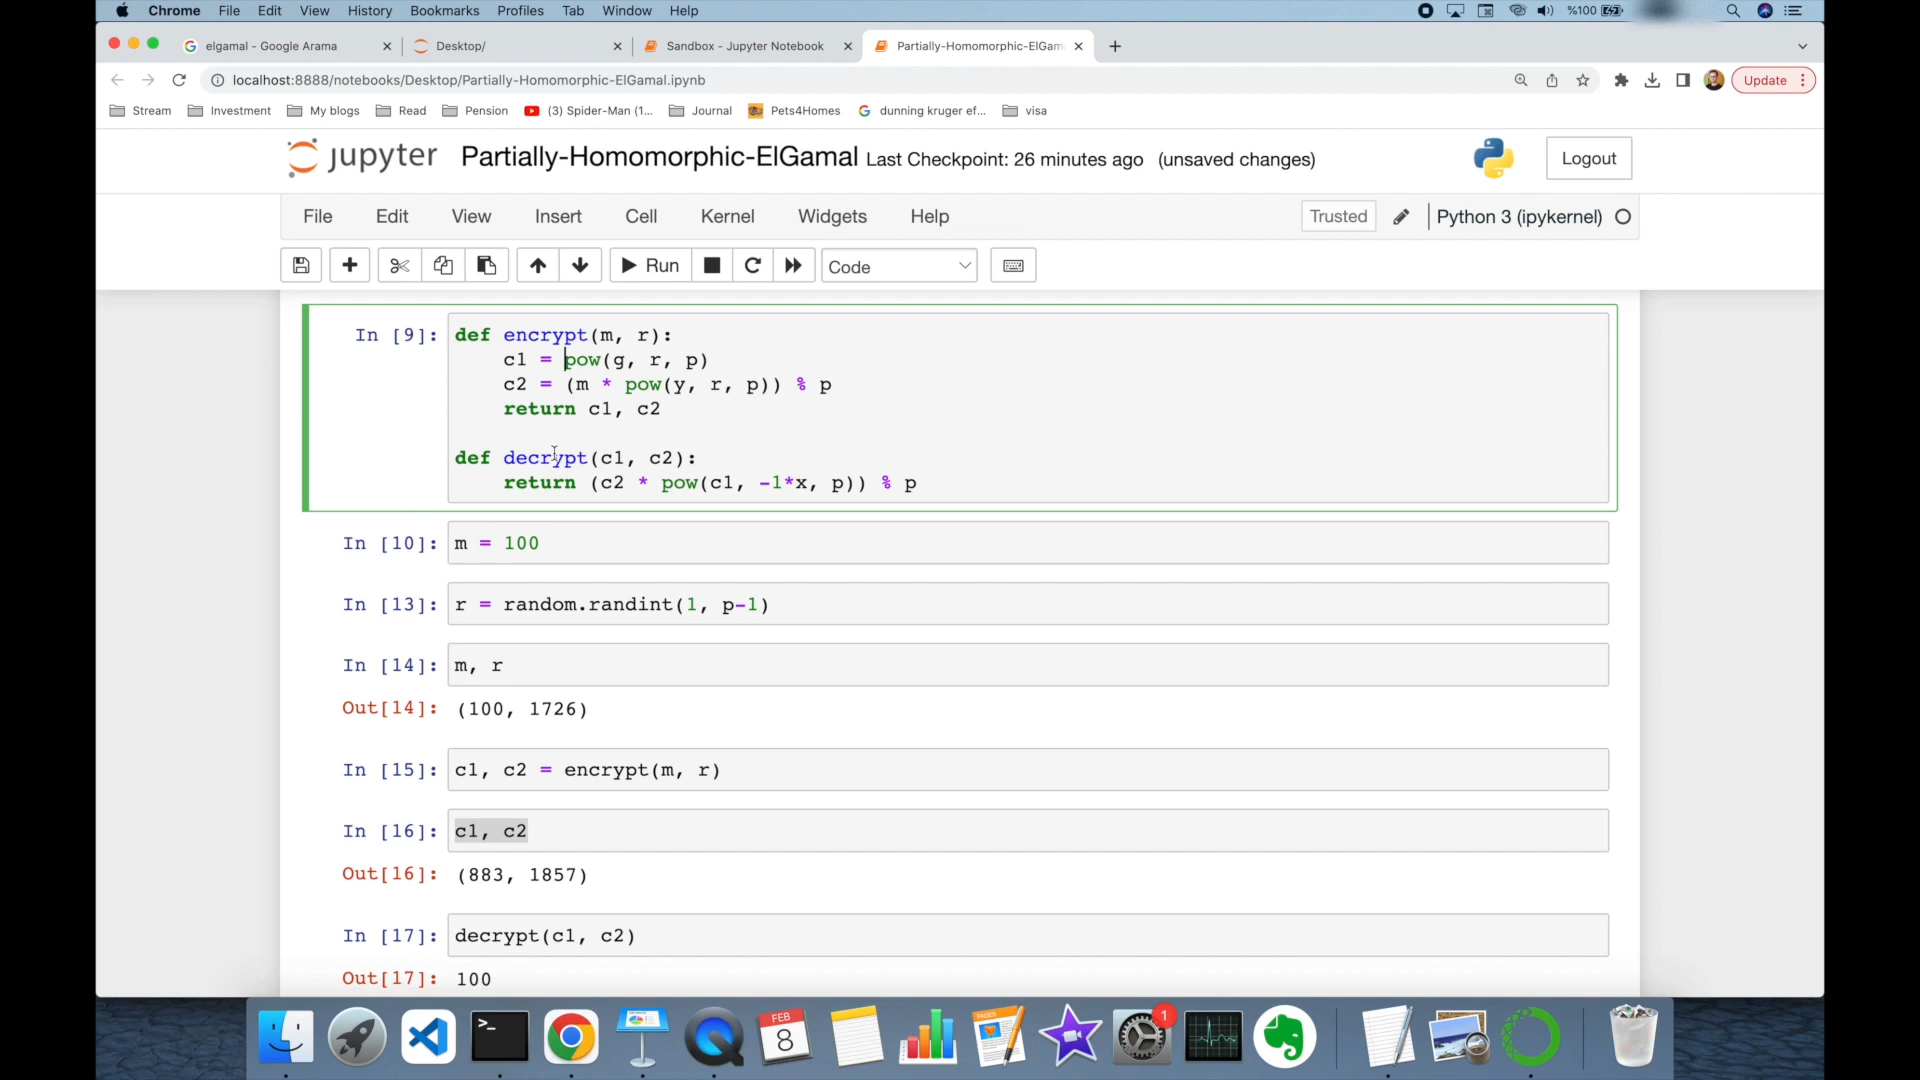 Chrome File Edit View History Bookmarks Profiles Tab Window Help %100
elgamal - Google Arama Desktop/ Sandbox - Jupyter Notebook Partially-Homomorphic-ElGam
localhost:8888/notebooks/Desktop/Partially-Homomorphic-ElGamal.ipynb Update
Stream Investment My blogs Read Pension (3) Spider-Man (1... Journal Pets4Homes dunning kruger ef... visa
jupyter Partially-Homomorphic-ElGamal Last Checkpoint: 26 minutes ago (unsaved changes) Logout
File Edit View Insert Cell Kernel Widgets Help Trusted Python 3 (ipykernel)
Run Code
In [9]: def encrypt(m, r):
c1 = pow(g, r, p)
c2 = (m * pow(y, r, p)) % p
return c1, c2
def decrypt(c1, c2):
return (c2 * pow(c1, -1*x, p)) % p
In [10]: m = 100
In [13]: r = random.randint(1, p-1)
In [14]: m, r
Out[14]: (100, 1726)
In [15]: c1, c2 = encrypt(m, r)
In [16]: c1, c2
Out[16]: (883, 1857)
In [17]: decrypt(c1, c2)
Out[17]: 100
FEB
8
PAGES
1